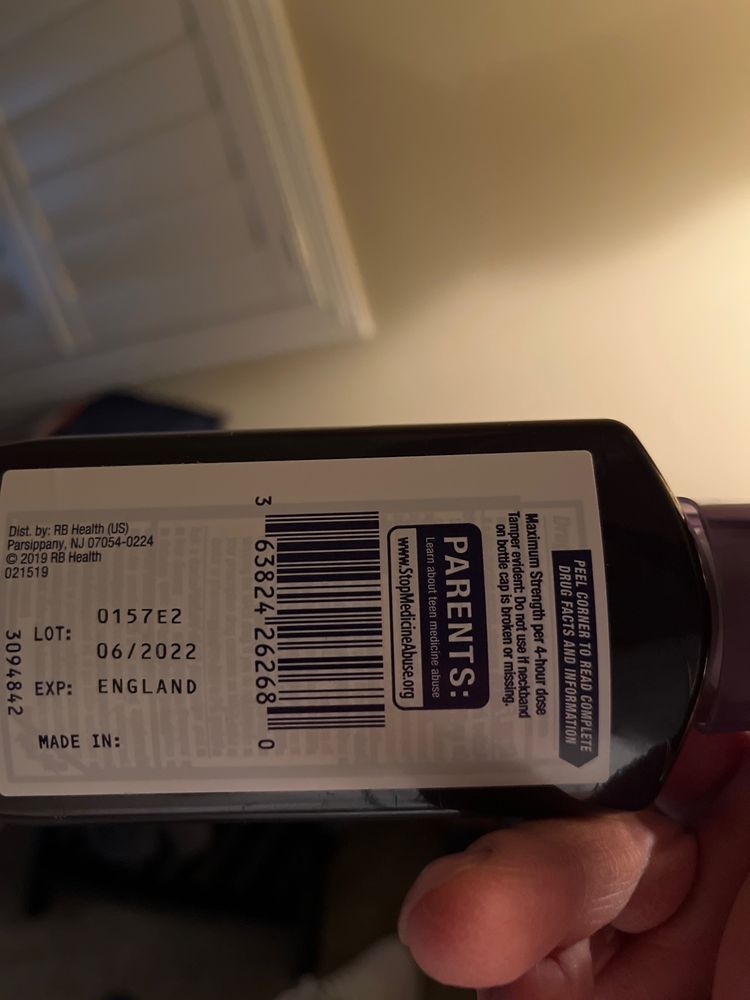 PEEL CORNER TO READ COMPLETE
DRUG FACTS AND INFORMATION
Maximum Strength per 4-hour dose
Tamper evident: Do not use if neckband
on bottle cap is broken or missing.
PARENTS:
Learn about teen medicine abuse
www.StopMedicineAbuse.org
3 63824 26268 0
Dist. by: RB Health (US)
Parsippany, NJ 07054-0224
© 2019 RB Health
021519
LOT: 0157E2
06/2022
EXP: ENGLAND
MADE IN:
3094842